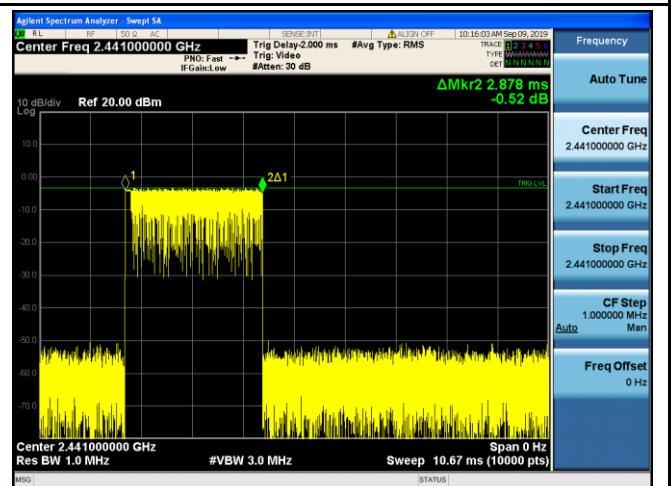 Agilent Spectrum Analyzer - Swept SA
RL RF 50 Ω AC SENSE:INT ALIGN OFF 10:16:03 AM Sep 09, 2019
Center Freq 2.441000000 GHz
PNO: Fast
IFGain:Low
Trig Delay-2.000 ms
Trig: Video
#Atten: 30 dB
#Avg Type: RMS
TRACE 1 2 3 4 5 6
TYPE
DET N N N N N N
ΔMkr2 2.878 ms
-0.52 dB
10 dB/div Ref 20.00 dBm
Log
10.0
0.00
-10.0
-20.0
-30.0
-40.0
-50.0
-60.0
-70.0
1
2Δ1
TRIG LVL
Center 2.441000000 GHz Span 0 Hz
Res BW 1.0 MHz #VBW 3.0 MHz Sweep 10.67 ms (10000 pts)
MSG STATUS
Frequency
Auto Tune
Center Freq
2.441000000 GHz
Start Freq
2.441000000 GHz
Stop Freq
2.441000000 GHz
CF Step
1.000000 MHz
Auto Man
Freq Offset
0 Hz